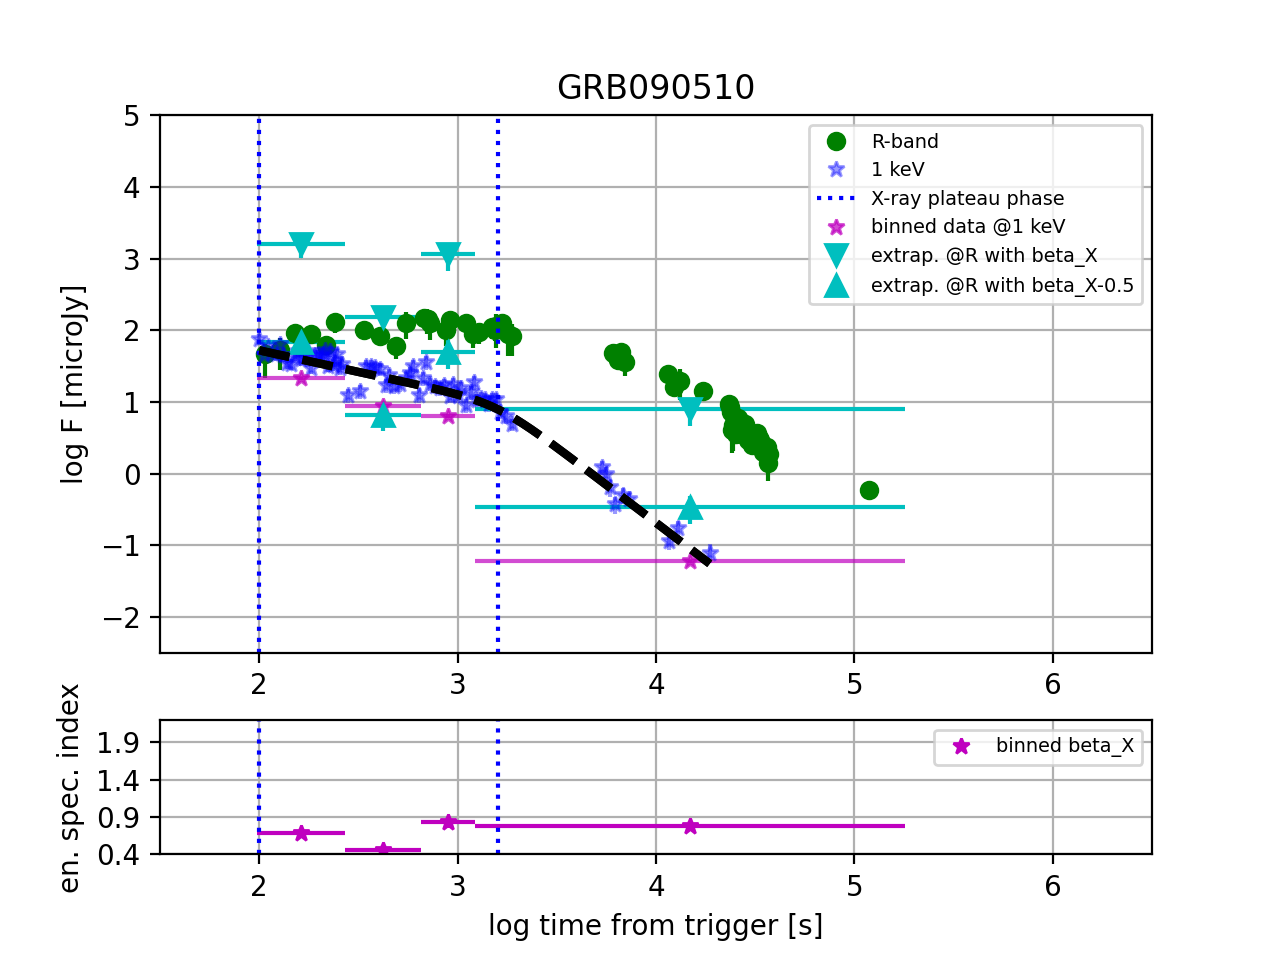 GRB090510
5
4
3
2
1
0
−1
−2
log F [microJy]
R-band
1 keV
X-ray plateau phase
binned data @1 keV
extrap. @R with beta_X
extrap. @R with beta_X-0.5
2 3 4 5 6
1.9
1.4
0.9
0.4
en. spec. index
binned beta_X
2 3 4 5 6
log time from trigger [s]